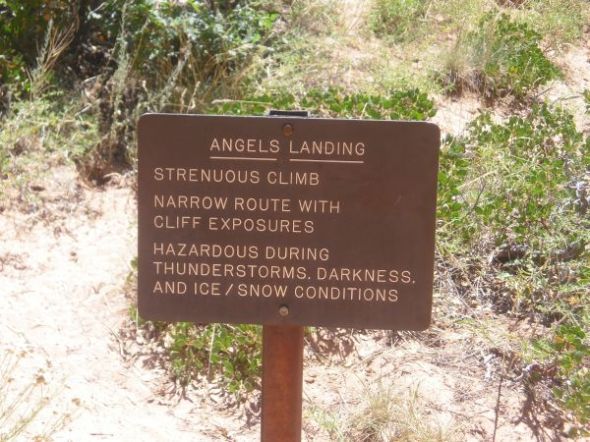 ANGELS LANDING
STRENUOUS CLIMB
NARROW ROUTE WITH
CLIFF EXPOSURES
HAZARDOUS DURING
THUNDERSTORMS, DARKNESS,
AND ICE / SNOW CONDITIONS